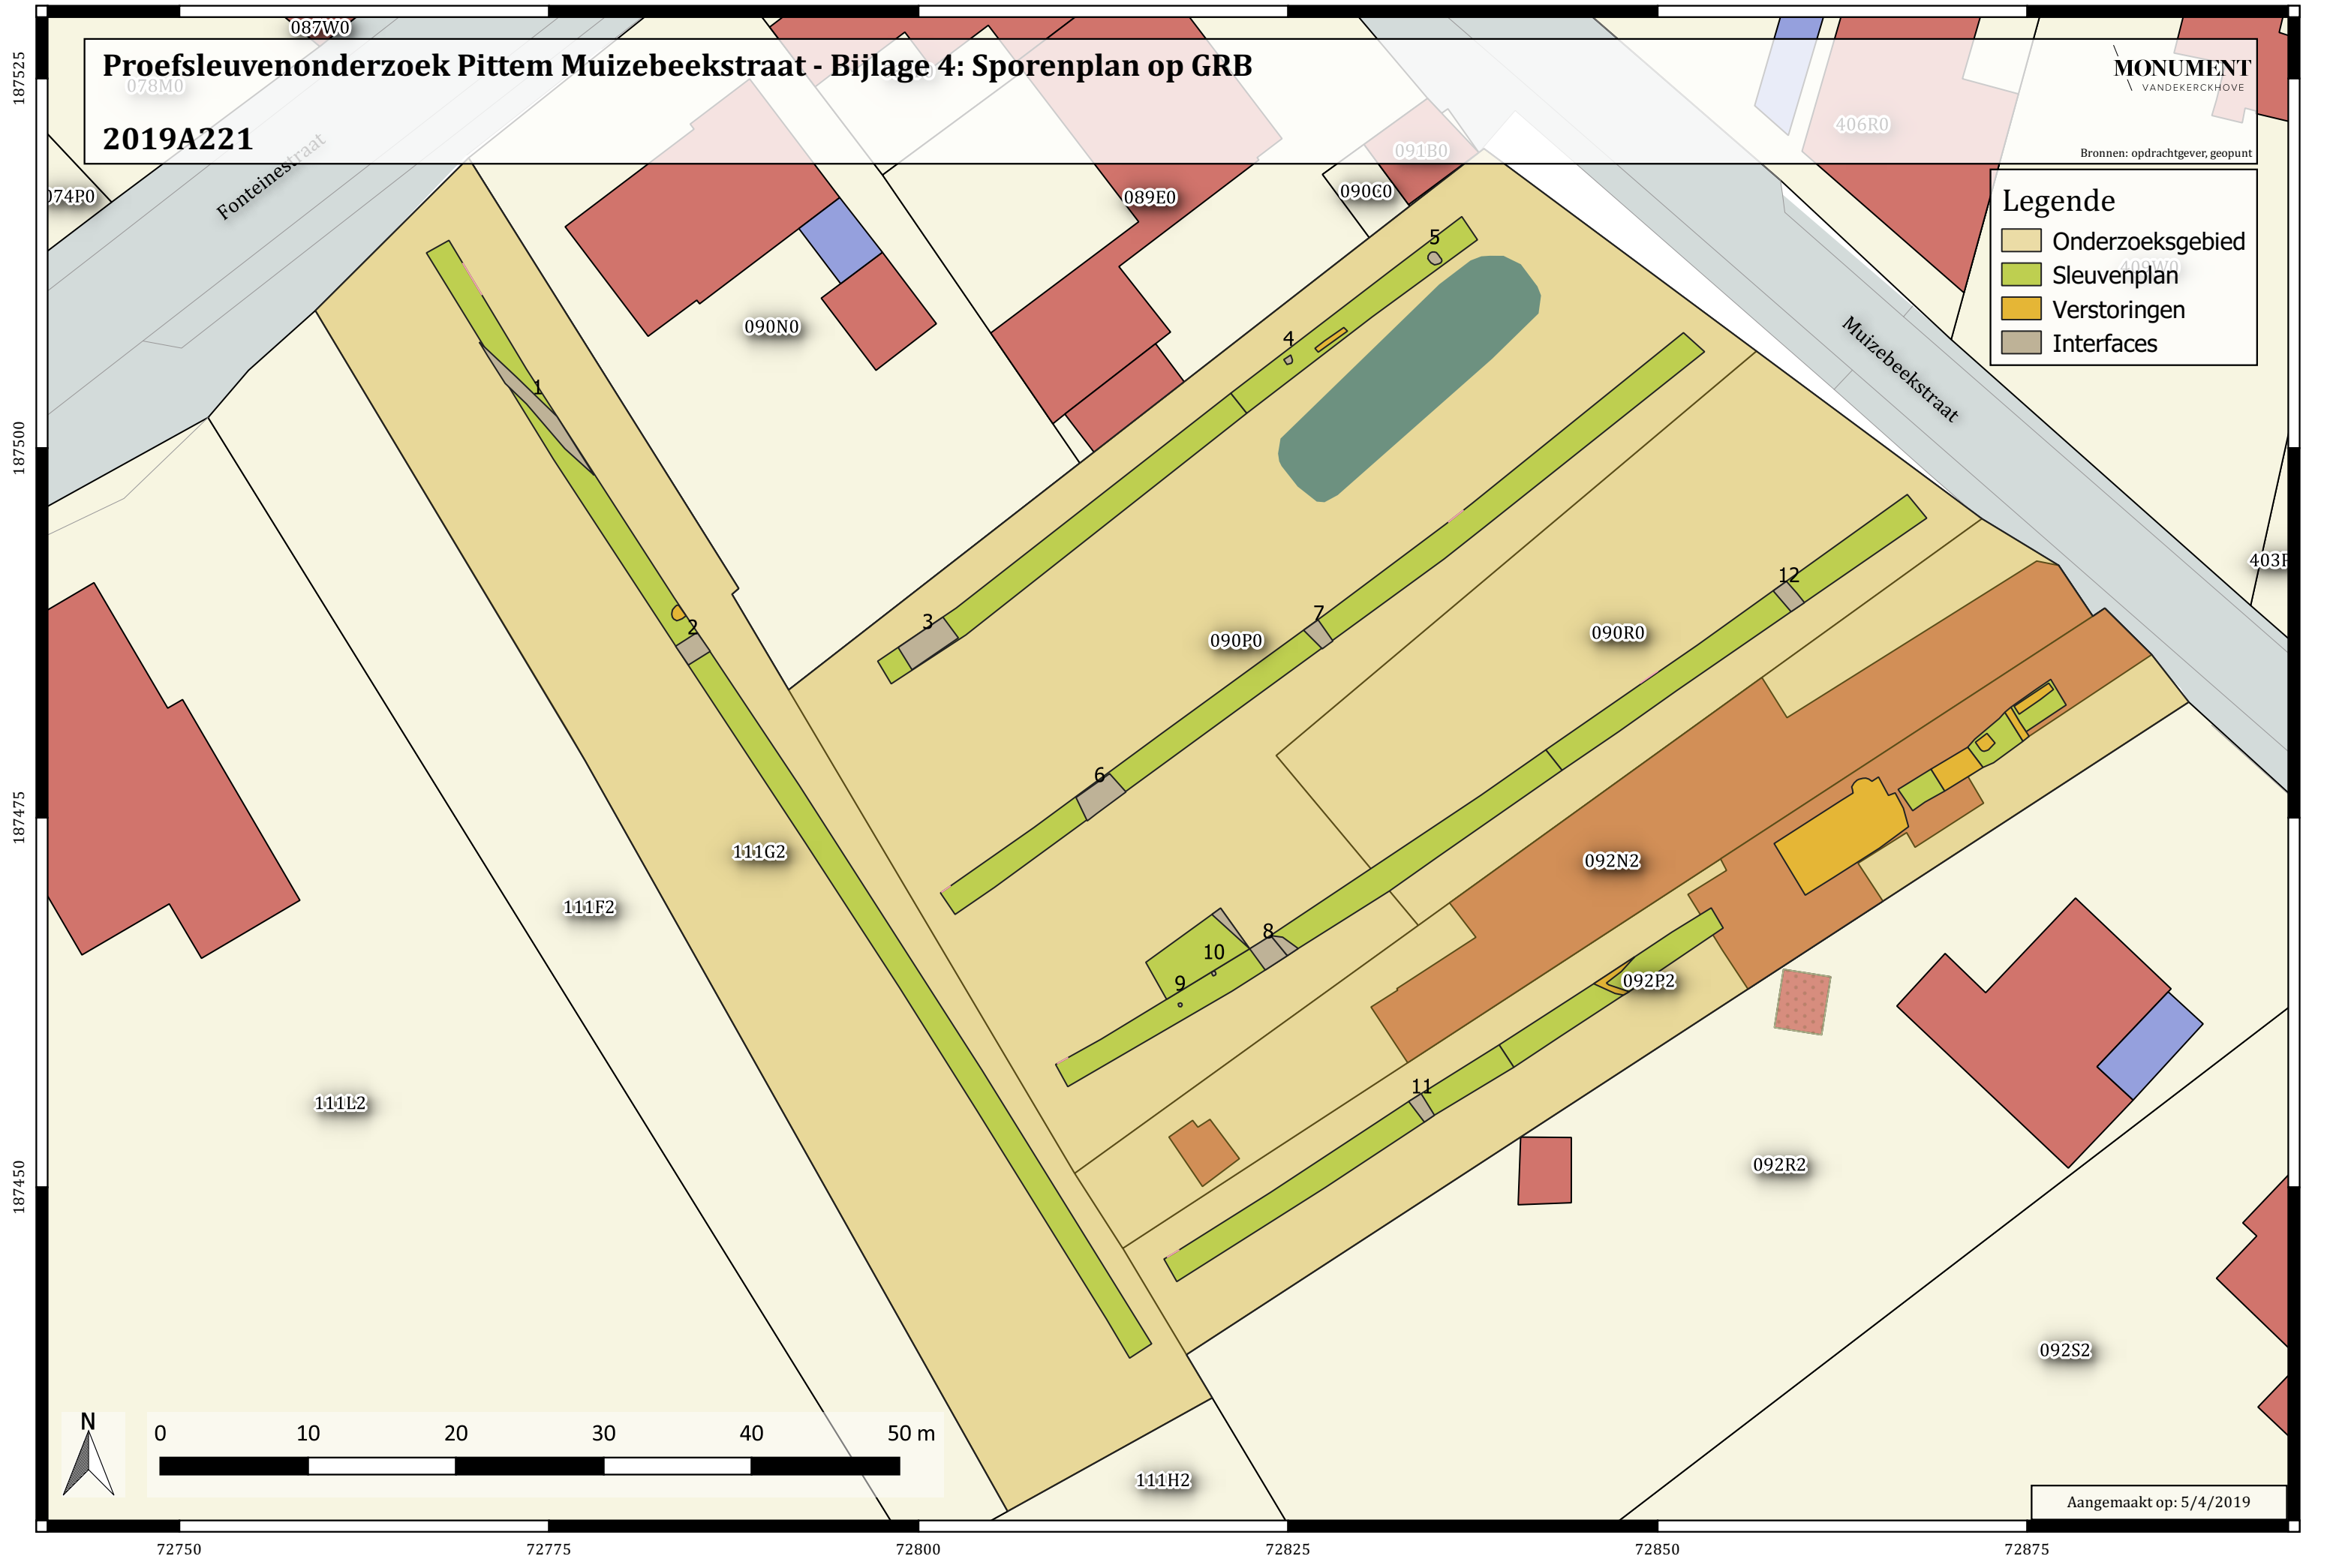 087W0
Proefsleuvenonderzoek Pittem Muizebeekstraat - Bijlage 4: Sporenplan op GRB
2019A221
MONUMENT
VANDEKERCKHOVE
Bronnen: opdrachtgever, geopunt
078M0
406R0
091B0
074P0
Fonteinestraat
089E0
090C0
Legende
Onderzoeksgebied
Sleuvenplan
Verstoringen
Interfaces
409W0
5
090N0
4
Muizebeekstraat
1
403F
12
7
3
2
090P0
090R0
6
111G2
092N2
111F2
8
10
9
092P2
11
111L2
092R2
092S2
111H2
N
0 10 20 30 40 50 m
Aangemaakt op: 5/4/2019
187525
187500
187475
187450
72750 72775 72800 72825 72850 72875